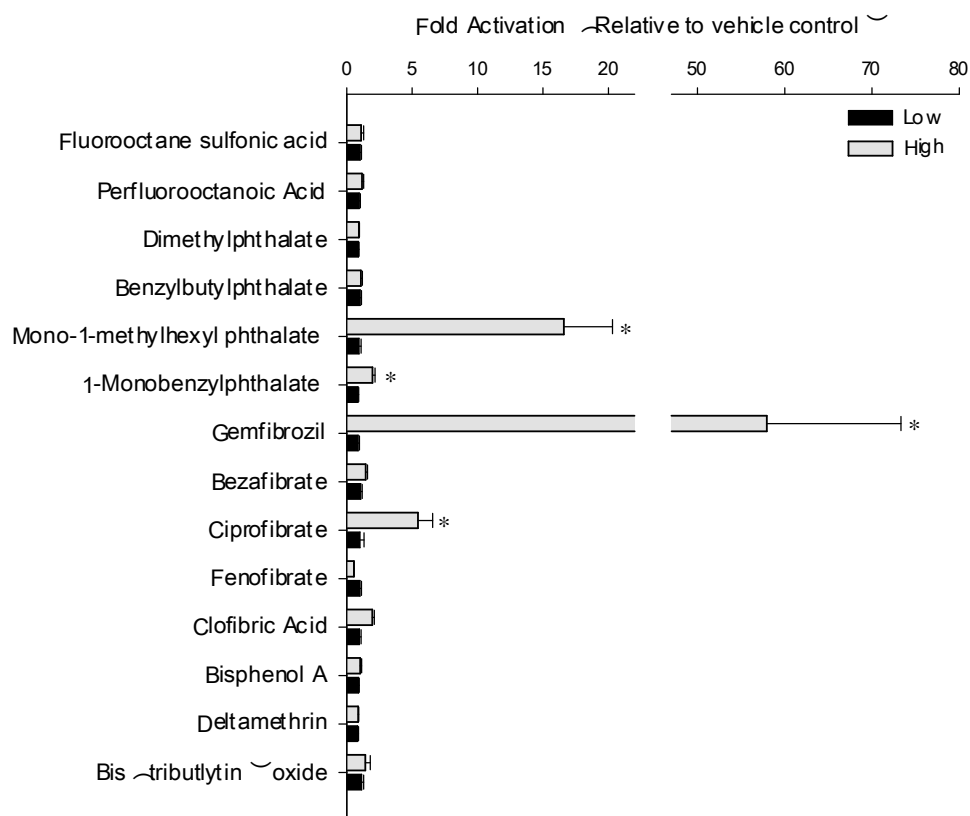 Fold Activation (Relative to vehicle control)
0 5 10 15 20 50 60 70 80
Low
High
Fluorooctane sulfonic acid
Perfluorooctanoic Acid
Dimethylphthalate
Benzylbutylphthalate
Mono-1-methylhexyl phthalate
*
1-Monobenzylphthalate
*
Gemfibrozil
*
Bezafibrate
Ciprofibrate
*
Fenofibrate
Clofibric Acid
Bisphenol A
Deltamethrin
Bis (tributlytin) oxide